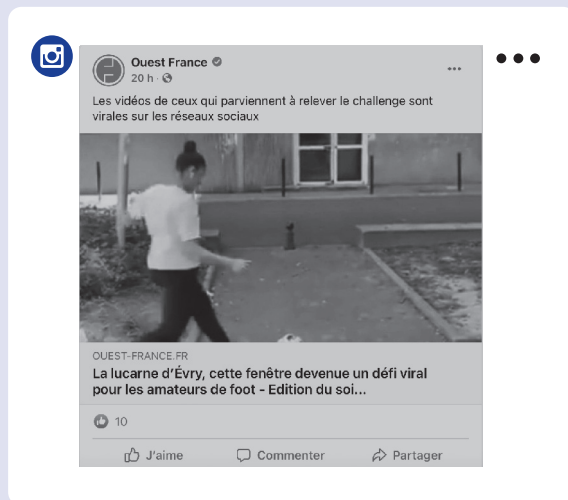 Ouest France
20 h ·
Les vidéos de ceux qui parviennent à relever le challenge sont
virales sur les réseaux sociaux
OUEST-FRANCE.FR
La lucarne d'Évry, cette fenêtre devenue un défi viral
pour les amateurs de foot - Edition du soi...
10
J'aime
Commenter
Partager